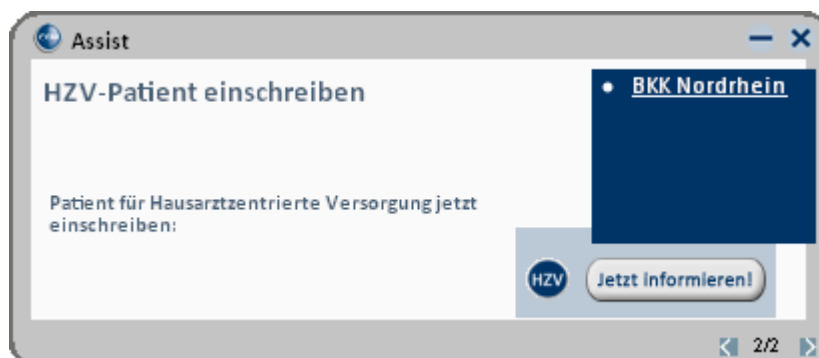 Assist
HZV-Patient einschreiben
BKK Nordrhein
Patient für Hausarztzentrierte Versorgung jetzt
einschreiben:
HZV
Jetzt informieren!
2/2